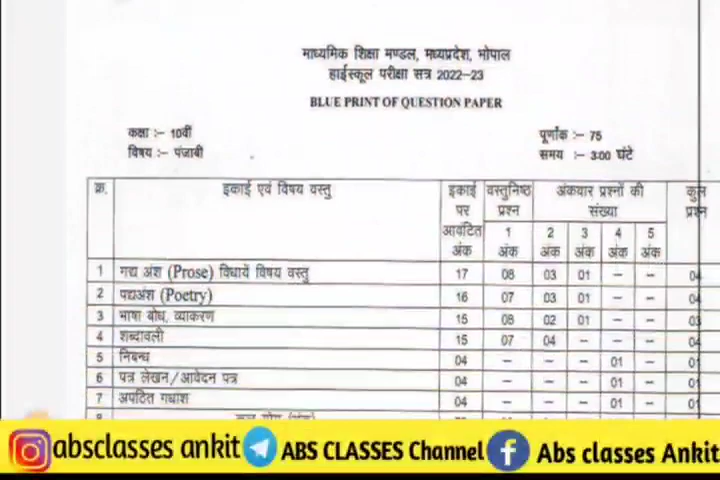 माध्यमिक शिक्षा मण्डल, मध्यप्रदेश, भोपाल
हाईस्कूल परीक्षा सत्र 2022-23
BLUE PRINT OF QUESTION PAPER
कक्षा :- 10वीं पूर्णांक :- 75
विषय :- पंजाबी समय :- 3:00 घंटे
क्र. इकाई एवं विषय वस्तु इकाई वस्तुनिष्ठ अंकवार प्रश्नों की कुल
पर प्रश्न संख्या प्रश्न
आवंटित 1 2 3 4 5
अंक अंक अंक अंक अंक अंक
1 गद्य अंश (Prose) विधायें विषय वस्तु 17 08 03 01 – – 04
2 पद्यअंश (Poetry) 16 07 03 01 – – 04
3 भाषा बोध, व्याकरण 15 08 02 01 – – 03
4 शब्दावली 15 07 04 – – – 04
5 निबन्ध 04 – – – 01 – 01
6 पत्र लेखन/आवेदन पत्र 04 – – – 01 – 01
7 अपठित गद्यांश 04 – – – 01 – 01
absclasses ankit ABS CLASSES Channel Abs classes Ankit